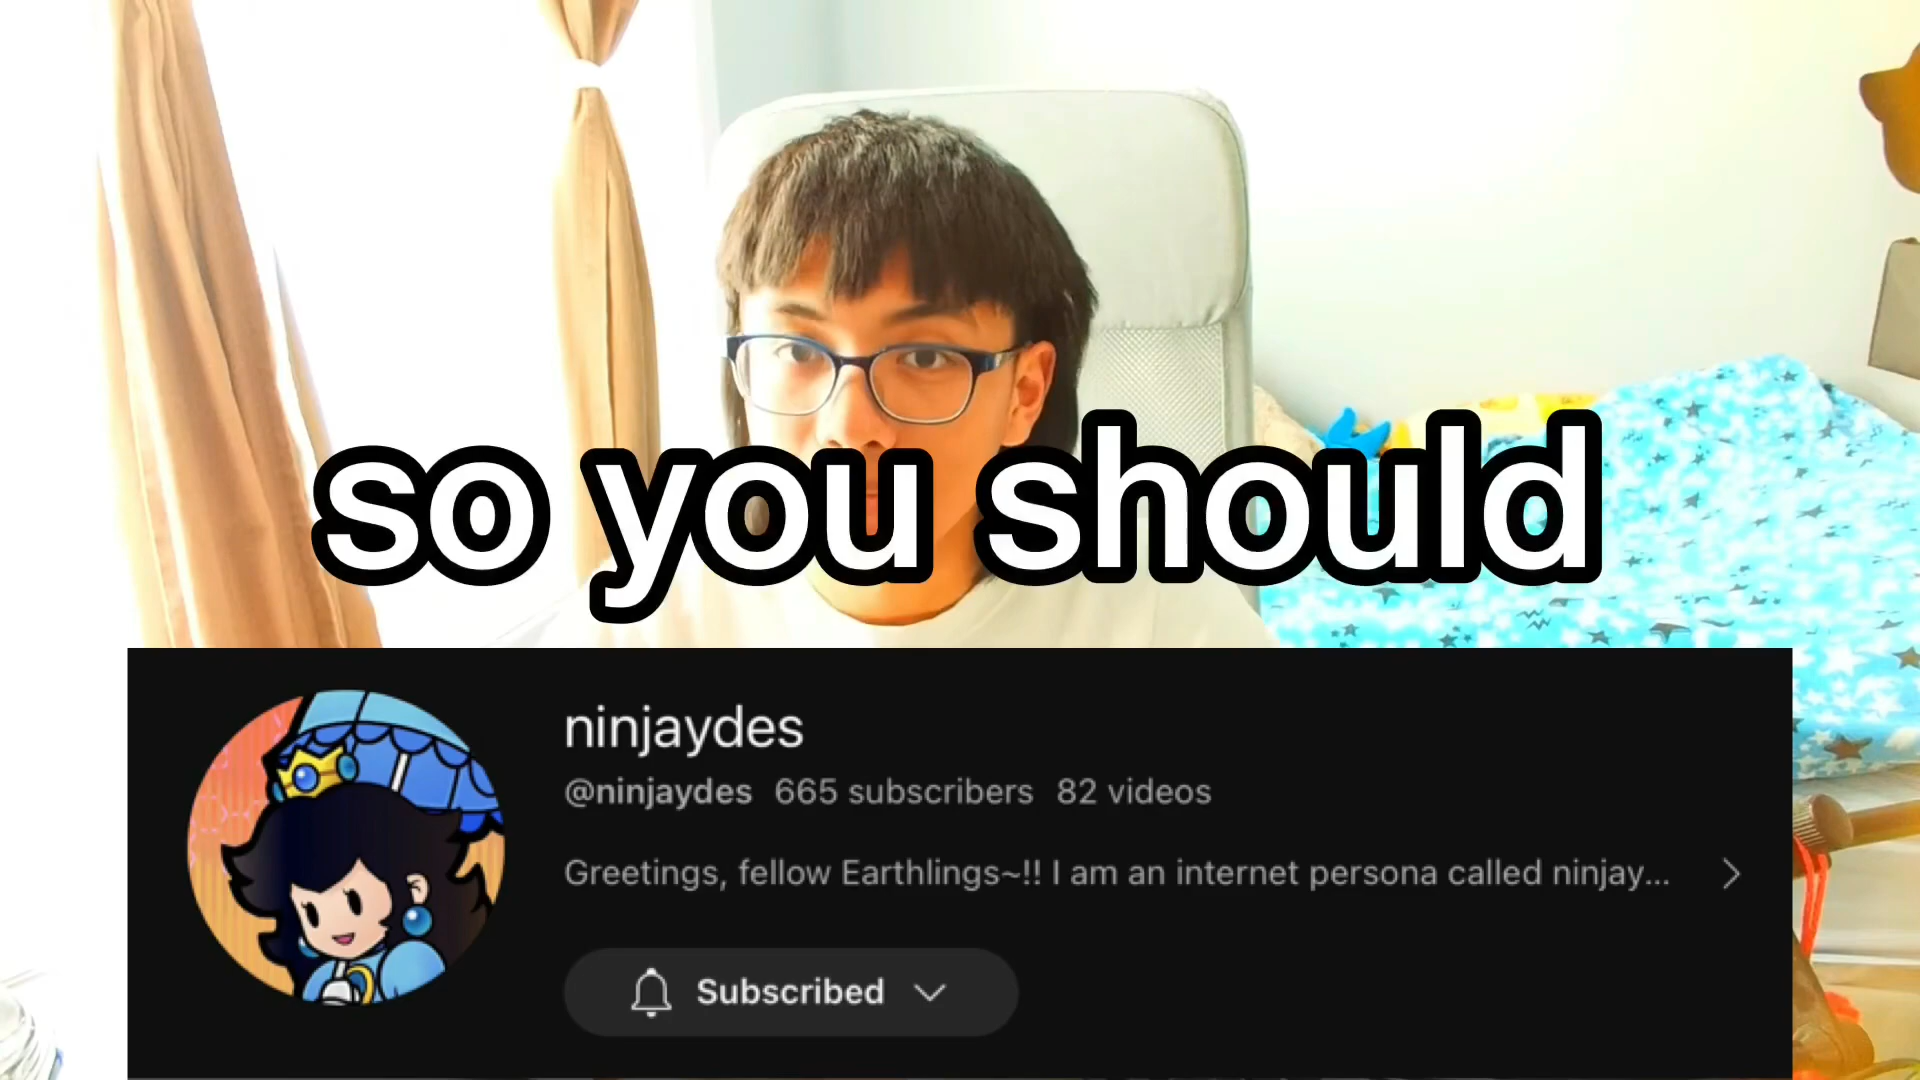 so you should
ninjaydes
@ninjaydes 665 subscribers 82 videos
Greetings, fellow Earthlings~!! I am an internet persona called ninjay...
Subscribed